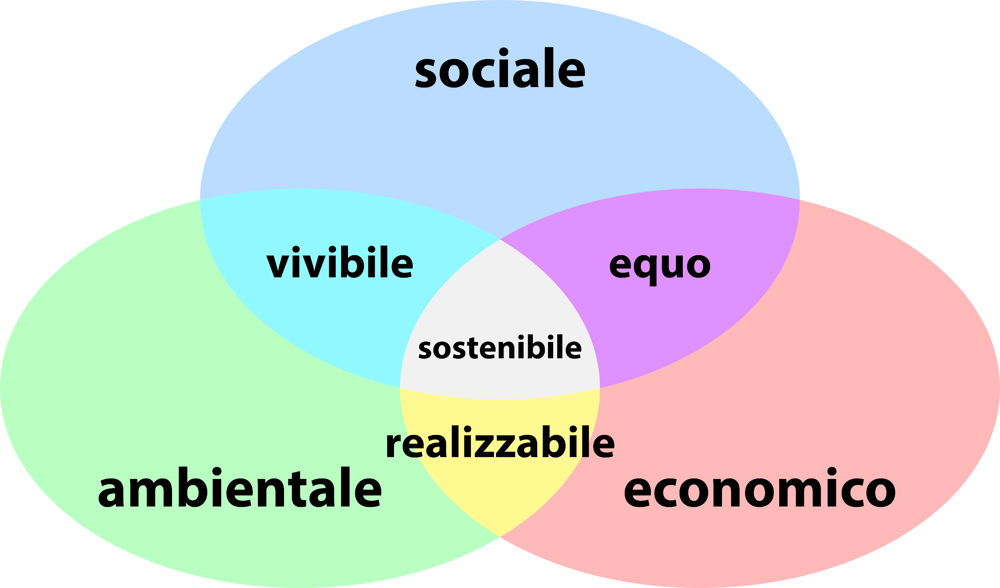 sociale
vivibile
equo
sostenibile
realizzabile
ambientale
economico